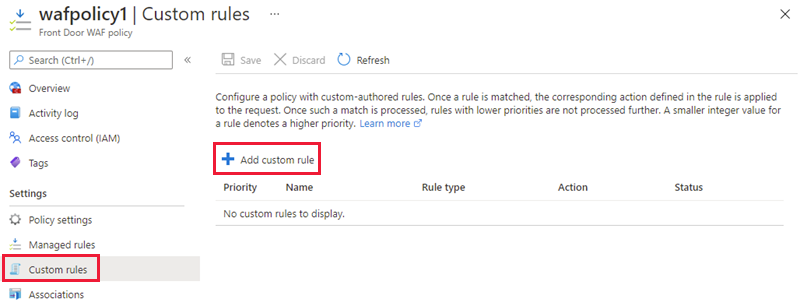 wafpolicy1 | Custom rules ...
Front Door WAF policy
Search (Ctrl+/)
Overview
Activity log
Access control (IAM)
Tags
Settings
Policy settings
Managed rules
Custom rules
Associations
Save Discard Refresh
Configure a policy with custom-authored rules. Once a rule is matched, the corresponding action defined in the rule is applied
to the request. Once such a match is processed, rules with lower priorities are not processed further. A smaller integer value for
a rule denotes a higher priority. Learn more
Add custom rule
Priority Name Rule type Action Status
No custom rules to display.